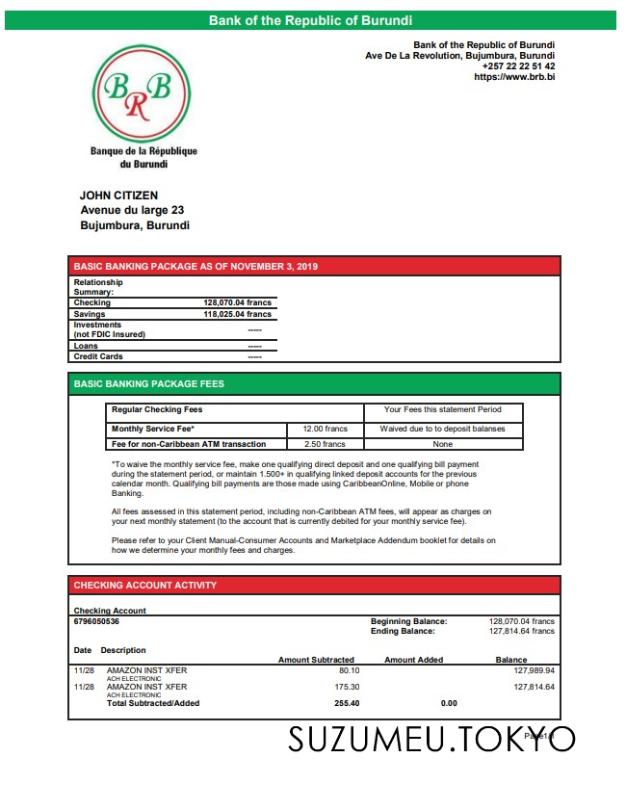 Bank of the Republic of Burundi
Bank of the Republic of Burundi
Ave De La Revolution, Bujumbura, Burundi
+257 22 22 51 42
https://www.brb.bi
BRB
Banque de la République
du Burundi
JOHN CITIZEN
Avenue du large 23
Bujumbura, Burundi
BASIC BANKING PACKAGE AS OF NOVEMBER 3, 2019
Relationship
Summary:
Checking 128,070.04 francs
Savings 118,025.04 francs
Investments
(not FDIC Insured) -----
Loans -----
Credit Cards -----
BASIC BANKING PACKAGE FEES
Regular Checking Fees Your Fees this statement Period
Monthly Service Fee* 12.00 francs Waived due to to deposit balanses
Fee for non-Caribbean ATM transaction 2.50 francs None
*To waive the monthly service fee, make one qualifying direct deposit and one qualifying bill payment
during the statement period, or maintain 1.500+ in qualifying linked deposit accounts for the previous
calendar month. Qualifying bill payments are those made using CaribbeanOnline, Mobile or phone
Banking.
All fees assessed in this statement period, including non-Caribbean ATM fees, will appear as charges on
your next monthly statement (to the account that is currently debited for your monthly service fee).
Please refer to your Client Manual-Consumer Accounts and Marketplace Addendum booklet for details on
how we determine your monthly fees and charges.
CHECKING ACCOUNT ACTIVITY
Checking Account
6796050536 Beginning Balance: 128,070.04 francs
Ending Balance: 127,814.64 francs
Date Description
Amount Subtracted Amount Added Balance
11/28 AMAZON INST XFER 80.10 127,989.94
ACH ELECTRONIC
11/28 AMAZON INST XFER 175.30 127,814.64
ACH ELECTRONIC
Total Subtracted/Added 255.40 0.00
SUZUMEU.TOKYO